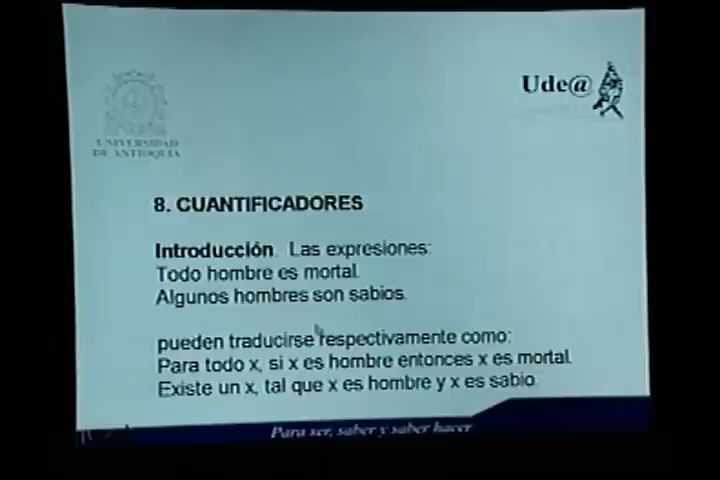 Ude@
UNIVERSIDAD
DE ANTIOQUIA
8. CUANTIFICADORES
Introducción. Las expresiones:
Todo hombre es mortal.
Algunos hombres son sabios.
pueden traducirse respectivamente como:
Para todo x, si x es hombre entonces x es mortal.
Existe un x, tal que x es hombre y x es sabio.
Para ser, saber y saber hacer